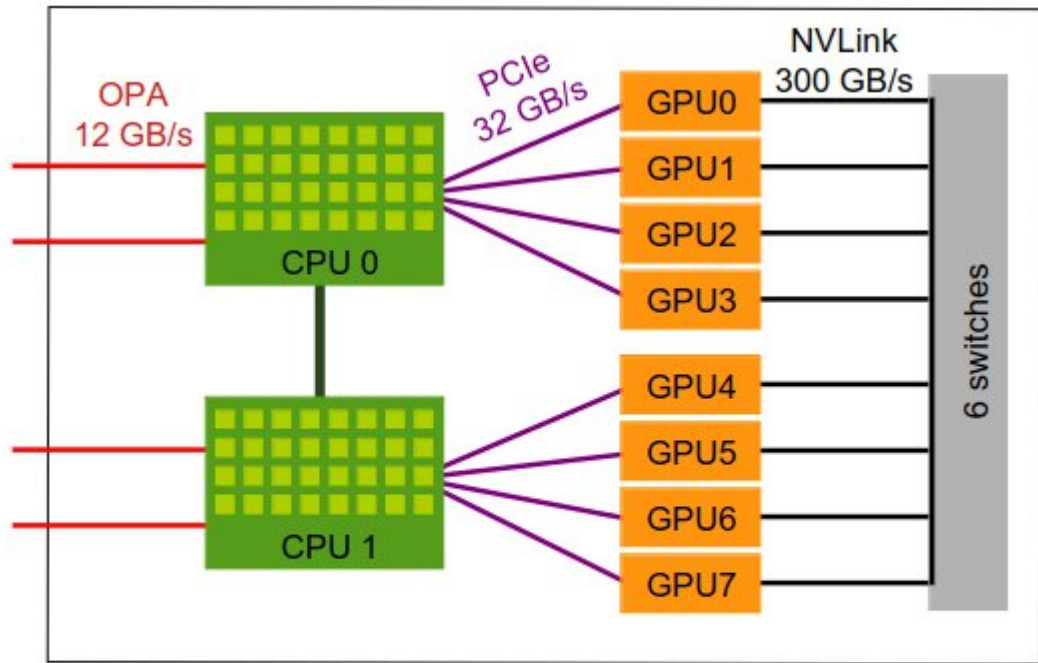 OPA
12 GB/s
PCIe
32 GB/s
NVLink
300 GB/s
CPU 0
GPU0
GPU1
GPU2
GPU3
6 switches
CPU 1
GPU4
GPU5
GPU6
GPU7